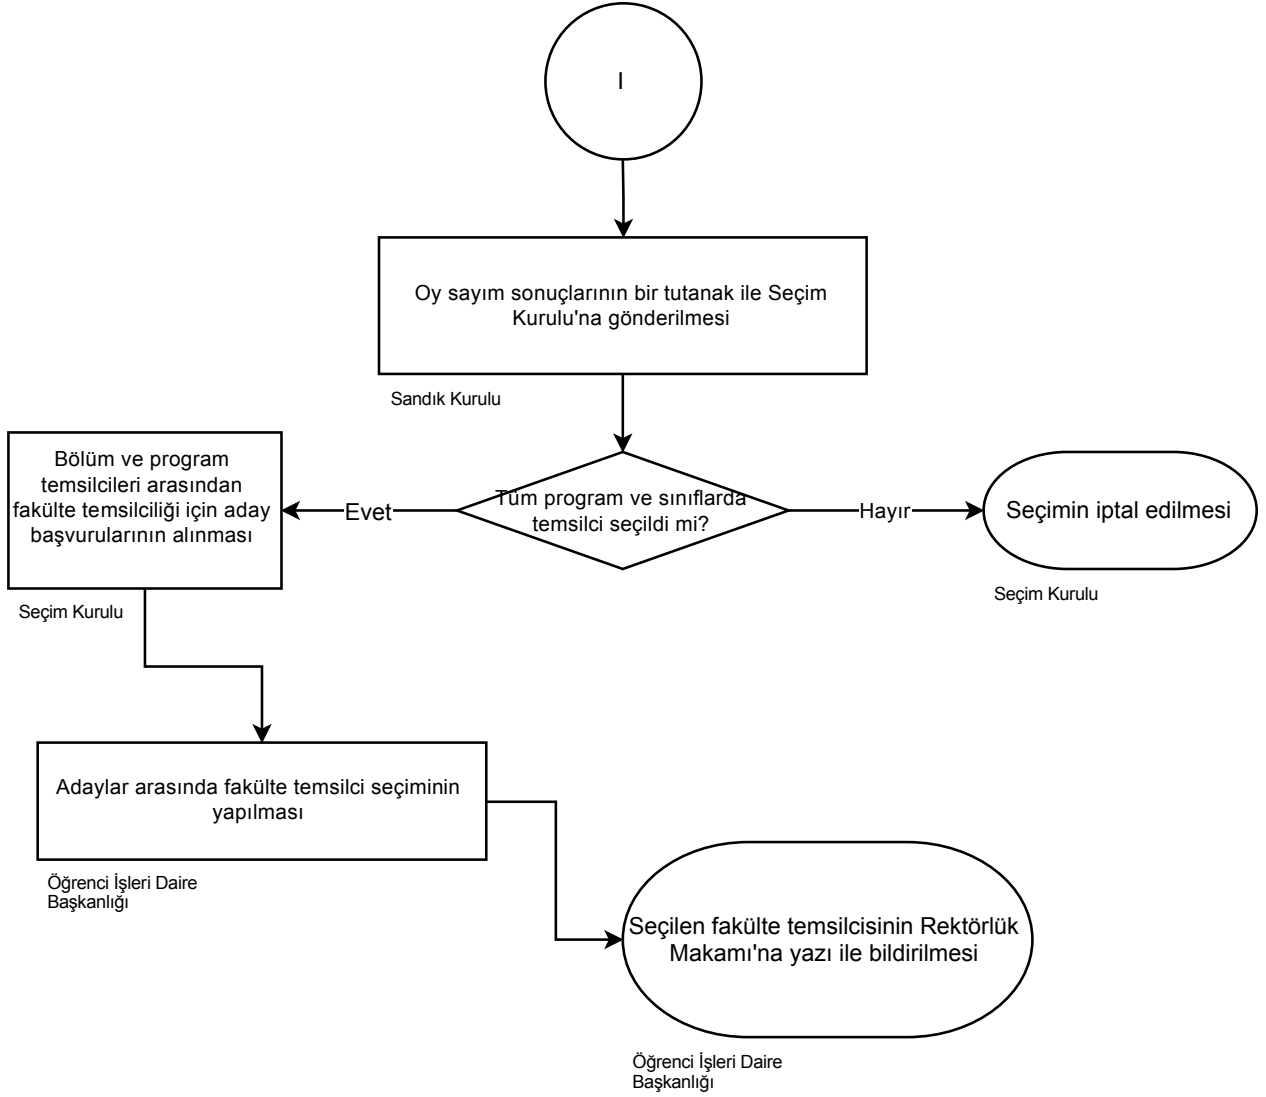 I
Oy sayım sonuçlarının bir tutanak ile Seçim
Kurulu'na gönderilmesi
Sandık Kurulu
Bölüm ve program
temsilcileri arasından
fakülte temsilciliği için aday
başvurularının alınması
Seçim Kurulu
Evet
Tüm program ve sınıflarda
temsilci seçildi mi?
Hayır
Seçimin iptal edilmesi
Seçim Kurulu
Adaylar arasında fakülte temsilci seçiminin
yapılması
Öğrenci İşleri Daire
Başkanlığı
Seçilen fakülte temsilcisinin Rektörlük
Makamı'na yazı ile bildirilmesi
Öğrenci İşleri Daire
Başkanlığı